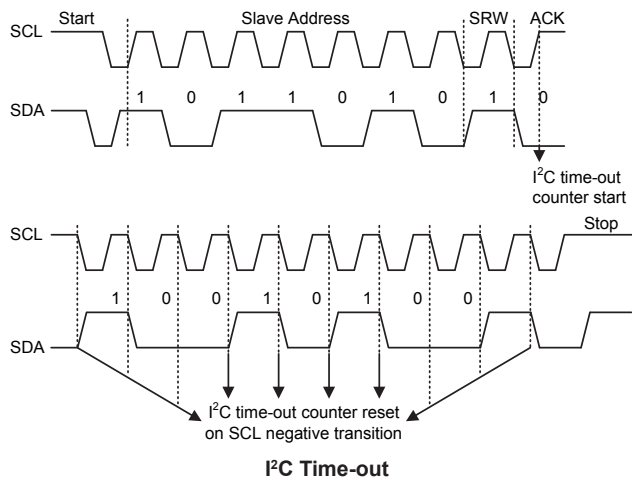 Start Slave Address SRW ACK
SCL
1 0 1 1 0 1 0 1 0
SDA
I²C time-out
counter start
SCL
Stop
1 0 0 1 0 1 0 0
SDA
I²C time-out counter reset
on SCL negative transition
I²C Time-out